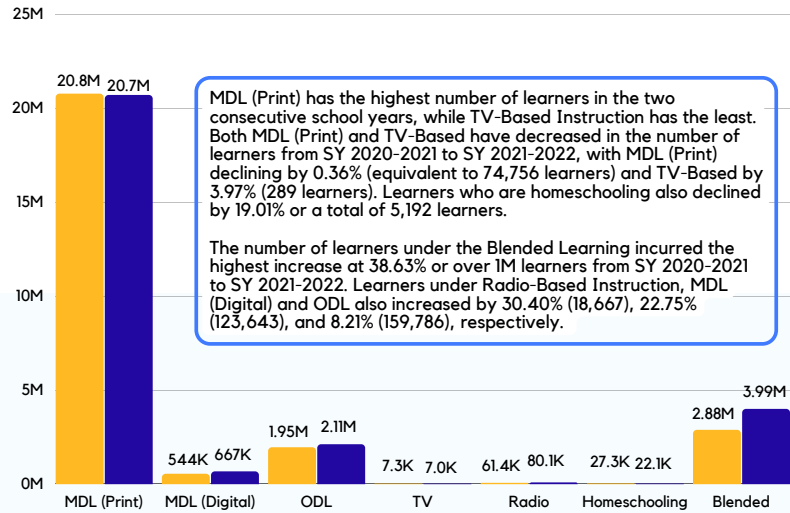 25M
20.8M 20.7M
MDL (Print) has the highest number of learners in the two
consecutive school years, while TV-Based Instruction has the least.
Both MDL (Print) and TV-Based have decreased in the number of
learners from SY 2020-2021 to SY 2021-2022, with MDL (Print)
declining by 0.36% (equivalent to 74,756 learners) and TV-Based by
3.97% (289 learners). Learners who are homeschooling also declined
by 19.01% or a total of 5,192 learners.
The number of learners under the Blended Learning incurred the
highest increase at 38.63% or over 1M learners from SY 2020-2021
to SY 2021-2022. Learners under Radio-Based Instruction, MDL
(Digital) and ODL also increased by 30.40% (18,667), 22.75%
(123,643), and 8.21% (159,786), respectively.
20M
15M
10M
5M
544K 667K
1.95M 2.11M
7.3K 7.0K
61.4K 80.1K
27.3K 22.1K
2.88M 3.99M
0M
MDL (Print) MDL (Digital) ODL TV Radio Homeschooling Blended